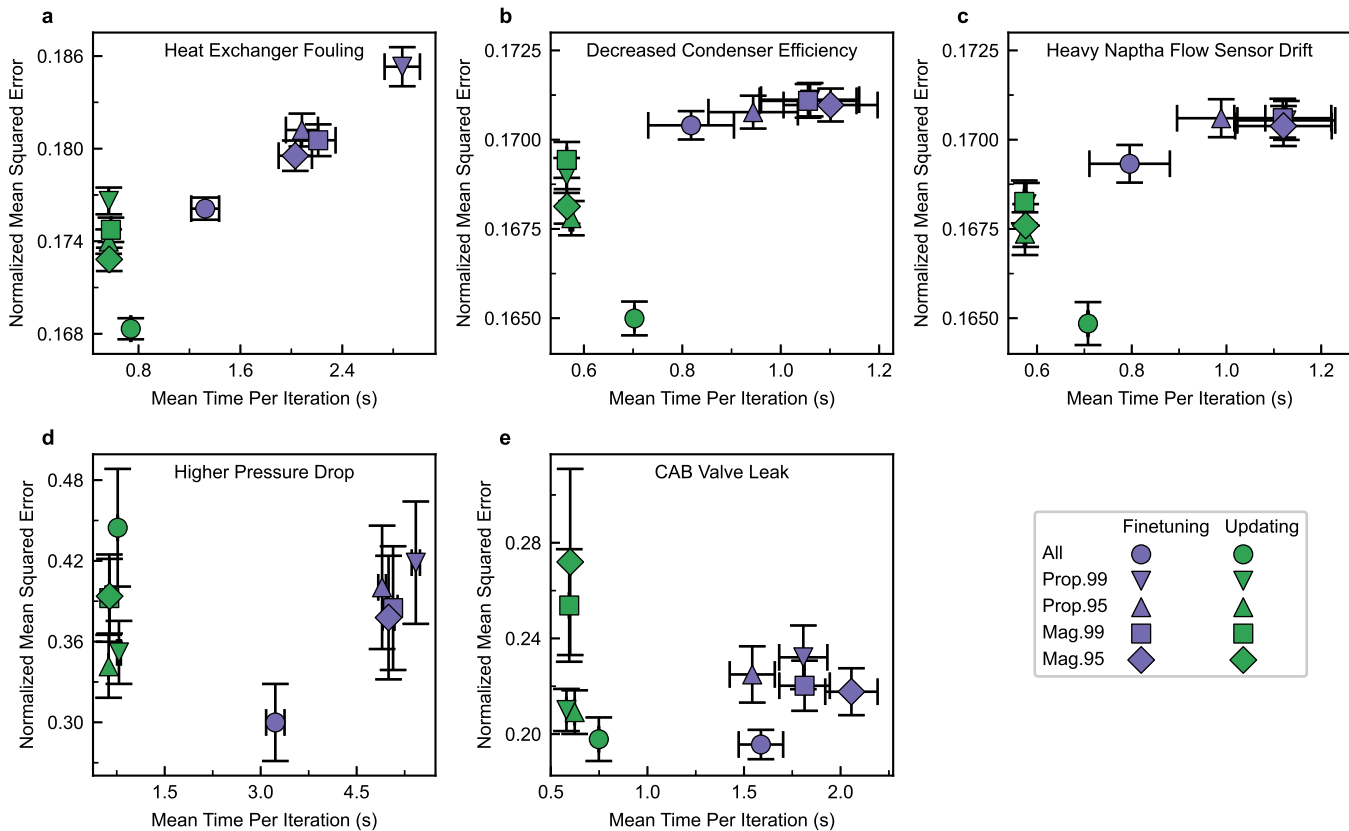 a
Heat Exchanger Fouling
Normalized Mean Squared Error
0.186
0.180
0.174
0.168
0.8
1.6
2.4
Mean Time Per Iteration (s)
b
Decreased Condenser Efficiency
Normalized Mean Squared Error
0.1725
0.1700
0.1675
0.1650
0.6
0.8
1.0
1.2
Mean Time Per Iteration (s)
c
Heavy Naptha Flow Sensor Drift
Normalized Mean Squared Error
0.1725
0.1700
0.1675
0.1650
0.6
0.8
1.0
1.2
Mean Time Per Iteration (s)
d
Higher Pressure Drop
Normalized Mean Squared Error
0.48
0.42
0.36
0.30
1.5
3.0
4.5
Mean Time Per Iteration (s)
e
CAB Valve Leak
Normalized Mean Squared Error
0.28
0.24
0.20
0.5
1.0
1.5
2.0
Mean Time Per Iteration (s)
Finetuning Updating
All
Prop.99
Prop.95
Mag.99
Mag.95